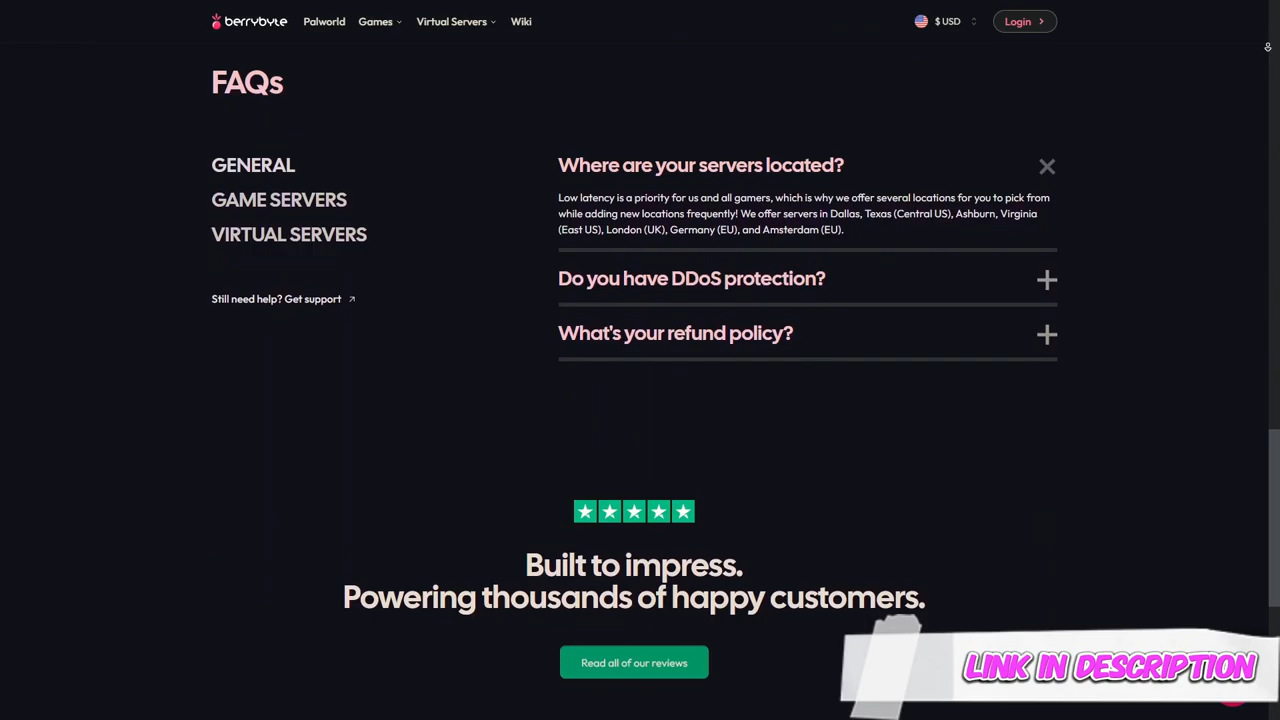 berrybyte Palworld Games Virtual Servers Wiki $ USD Login
FAQs
GENERAL
GAME SERVERS
VIRTUAL SERVERS
Still need help? Get support
Where are your servers located?
Low latency is a priority for us and all gamers, which is why we offer several locations for you to pick from
while adding new locations frequently! We offer servers in Dallas, Texas (Central US), Ashburn, Virginia
(East US), London (UK), Germany (EU), and Amsterdam (EU).
Do you have DDoS protection?
What's your refund policy?
Built to impress.
Powering thousands of happy customers.
Read all of our reviews
LINK IN DESCRIPTION